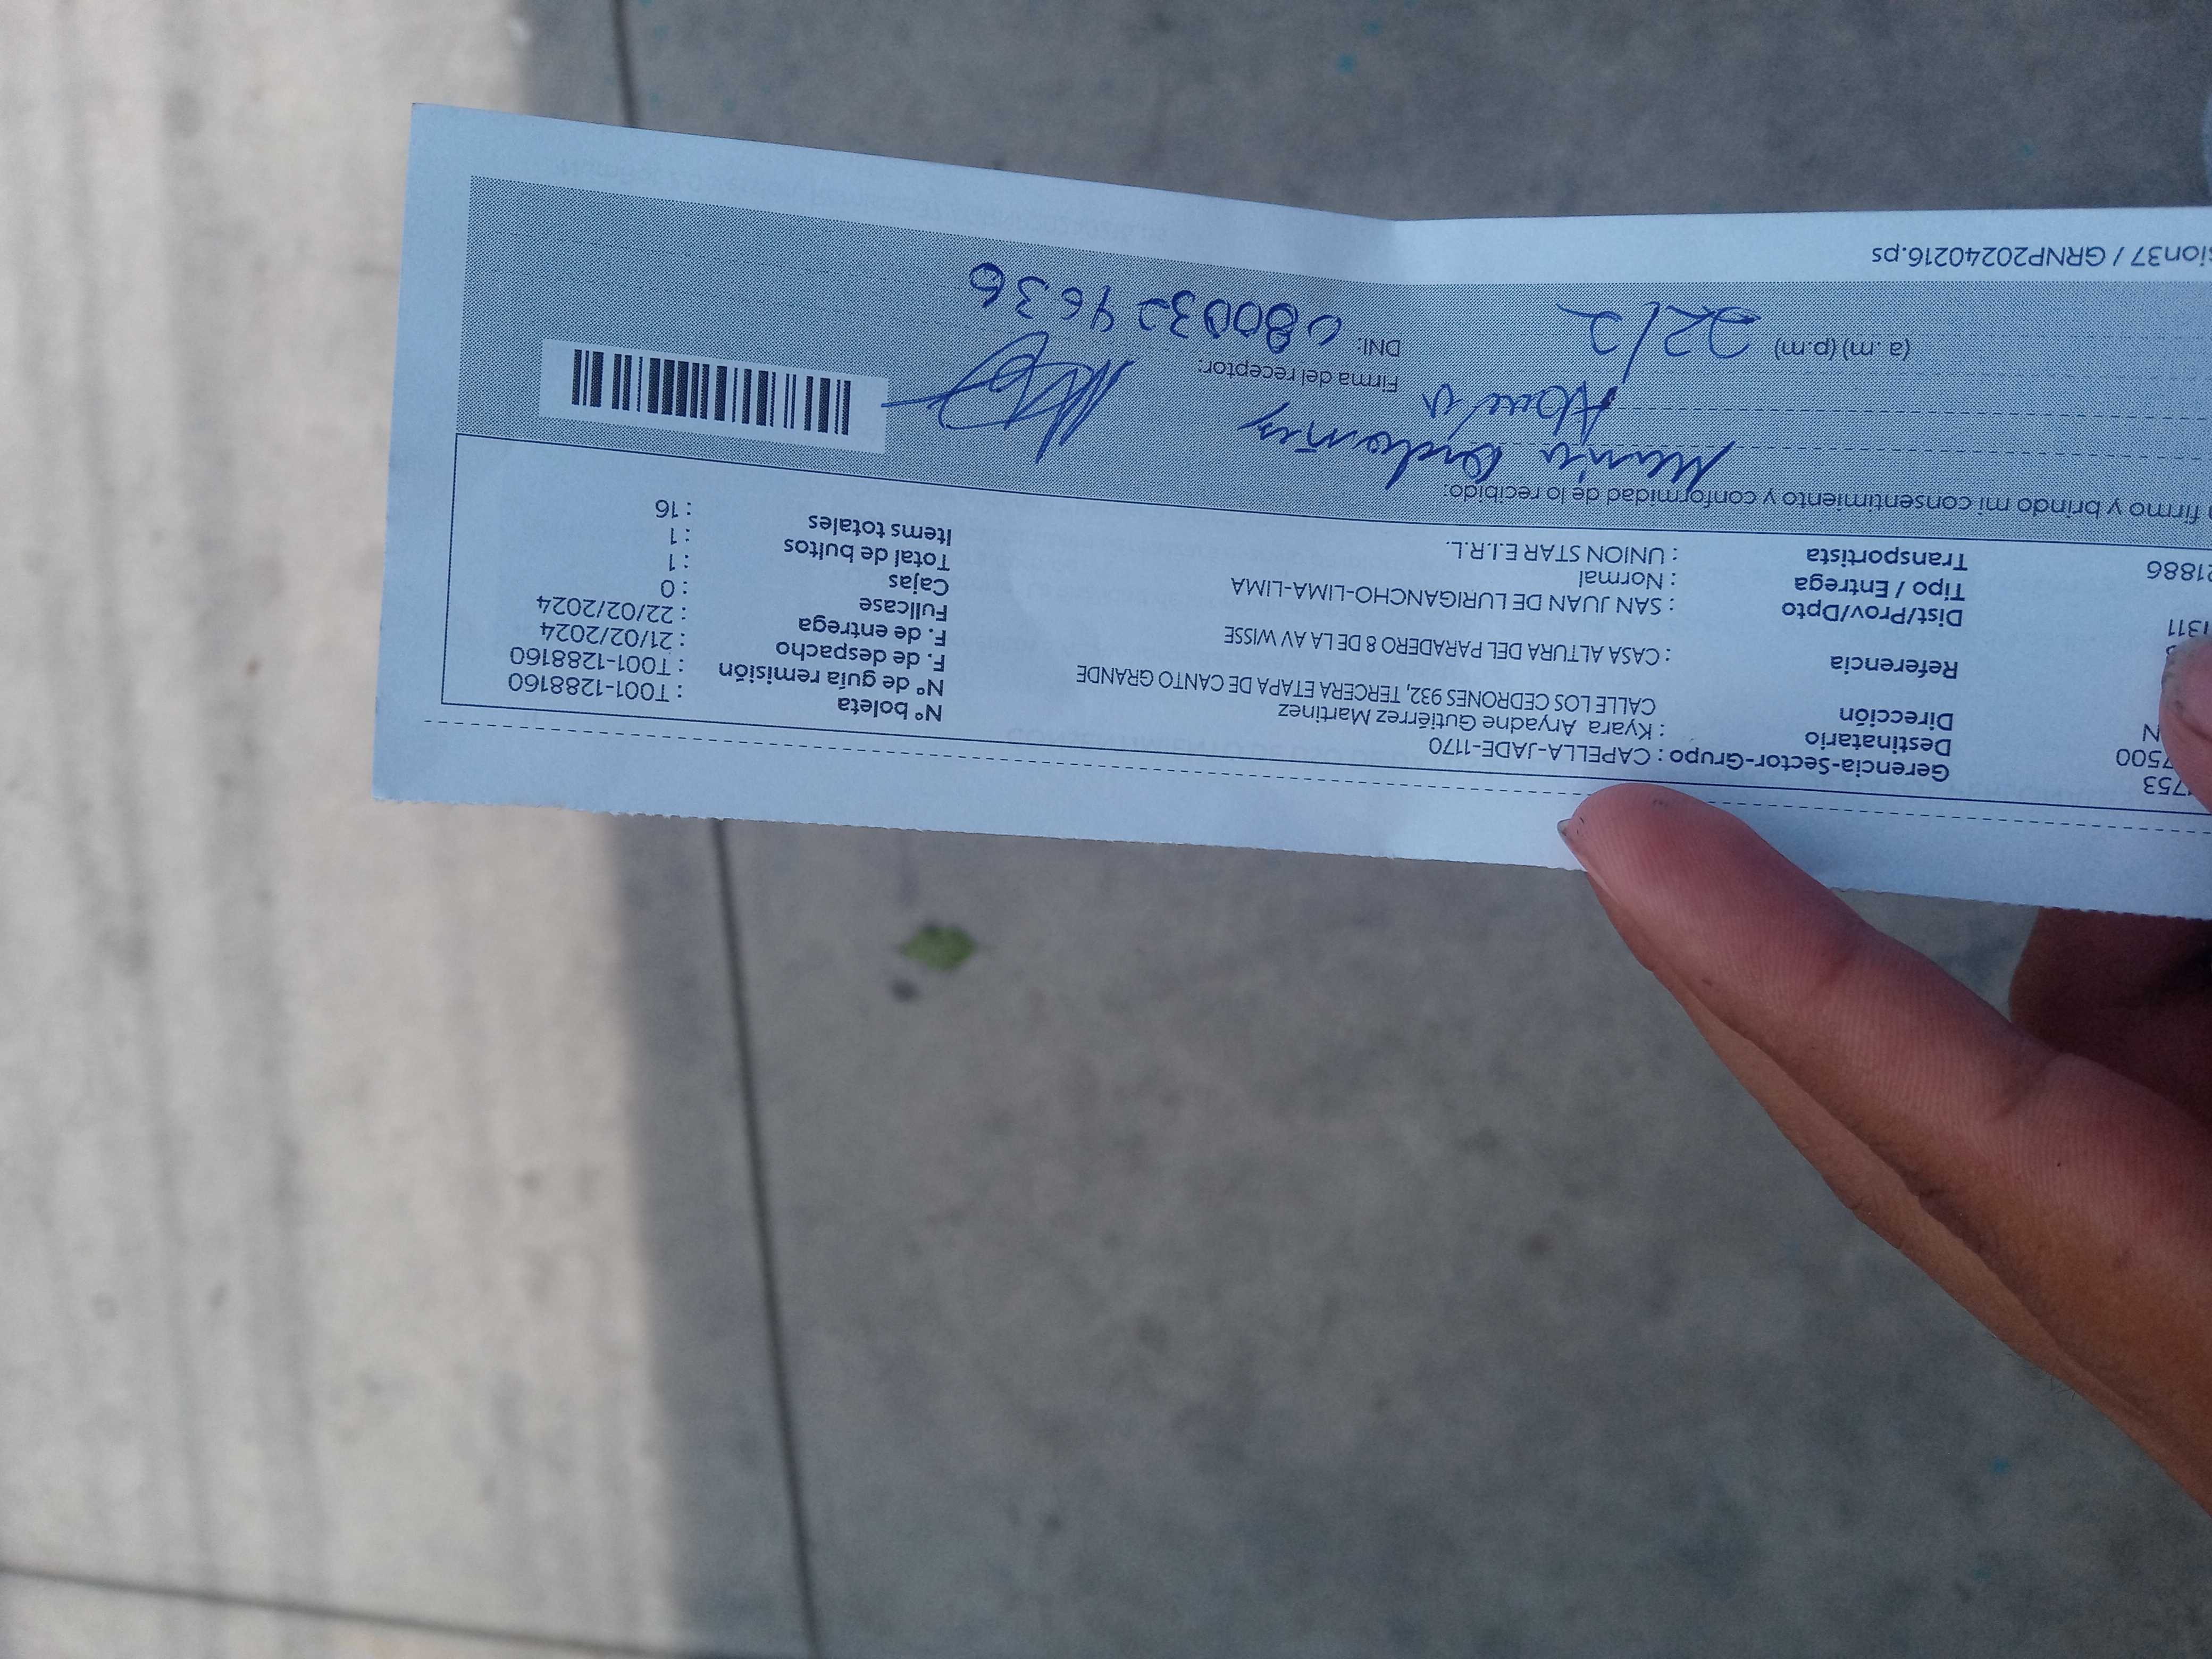 753
Gerencia-Sector-Grupo : CAPELLA-JADE-1170
7500
Destinatario : Kyara Aryadne Gutiérrez Martinez
N
Dirección CALLE LOS CEDRONES 932, TERCERA ETAPA DE CANTO GRANDE
Referencia : CASA ALTURA DEL PARADERO 8 DE LA AV WISSE
1311
Dist/Prov/Dpto : SAN JUAN DE LURIGANCHO-LIMA-LIMA
Tipo / Entrega : Normal
21886
Transportista : UNION STAR E.I.R.L.
N° boleta : T001-1288160
N° de guía remisión : T001-1288160
F. de despacho : 21/02/2024
F. de entrega : 22/02/2024
Fullcase : 0
Cajas : 1
Total de bultos : 1
Items totales : 16
firmo y brindo mi consentimiento y conformidad de lo recibido:
María
Abuela
Firma del receptor:
(a .m) (p.m) 22/2
DNI:
sion37 / GRNP20240216.ps